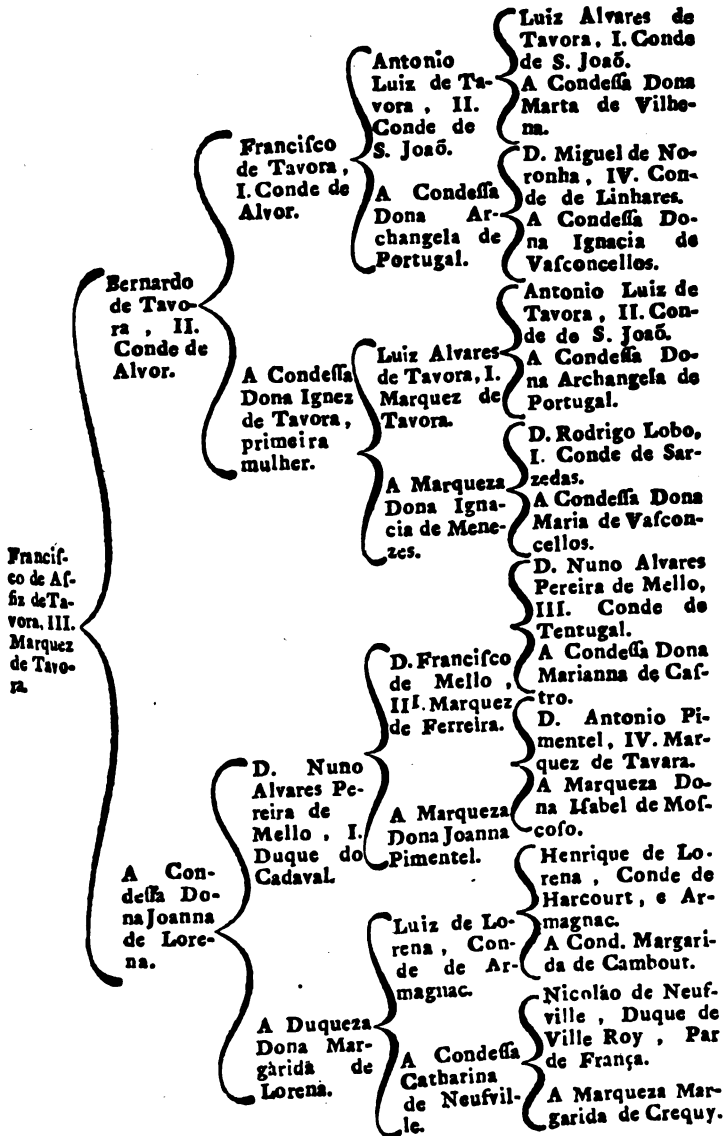 Franciſ-
co de Aſ-
ſiz de Ta-
vora, III.
Marquez
de Tavo-
ra.
Bernardo
de Tavo-
ra , II.
Conde de
Alvor.
A Con-
deſſa Do-
na Joanna
de Lore-
na.
Franciſco
de Tavora ,
I. Conde de
Alvor.
A Condeſſa
Dona Ignez
de Tavora ,
primeira
mulher.
D. Nuno
Alvares Pe-
reira de
Mello , I.
Duque do
Cadaval.
A Duqueza
Dona Mar-
garida de
Lorena.
Antonio
Luiz de Ta-
vora , II.
Conde de
S. Joaõ.
A Condeſſa
Dona Ar-
changela de
Portugal.
Luiz Alvares
de Tavora, I.
Marquez de
Tavora.
A Marqueza
Dona Igna-
cia de Mene-
zes.
D. Franciſco
de Mello ,
III. Marquez
de Ferreira.
A Marqueza
Dona Joanna
Pimentel.
Luiz de Lo-
rena , Con-
de de Ar-
magnac.
A Condeſſa
Catharina
de Neufvil-
le.
Luiz Alvares de
Tavora, I. Conde
de S. Joaõ.
A Condeſſa Dona
Marta de Vilhe-
na.
D. Miguel de No-
ronha, IV. Con-
de de Linhares.
A Condeſſa Do-
na Ignacia de
Vaſconcellos.
Antonio Luiz de
Tavora, II. Con-
de de S. Joaõ.
A Condeſſa Do-
na Archangela de
Portugal.
D. Rodrigo Lobo,
I. Conde de Sar-
zedas.
A Condeſſa Dona
Maria de Vaſcon-
cellos.
D. Nuno Alvares
Pereira de Mello,
III. Conde de
Tentugal.
A Condeſſa Dona
Marianna de Caſ-
tro.
D. Antonio Pi-
mentel, IV. Mar-
quez de Tavara.
A Marqueza Do-
na Iſabel de Moſ-
coſo.
Henrique de Lo-
rena , Conde de
Harcourt, e Ar-
magnac.
A Cond. Margari-
da de Cambout.
Nicoláo de Neuf-
ville , Duque de
Ville Roy , Par
de França.
A Marqueza Mar-
garida de Crequy.